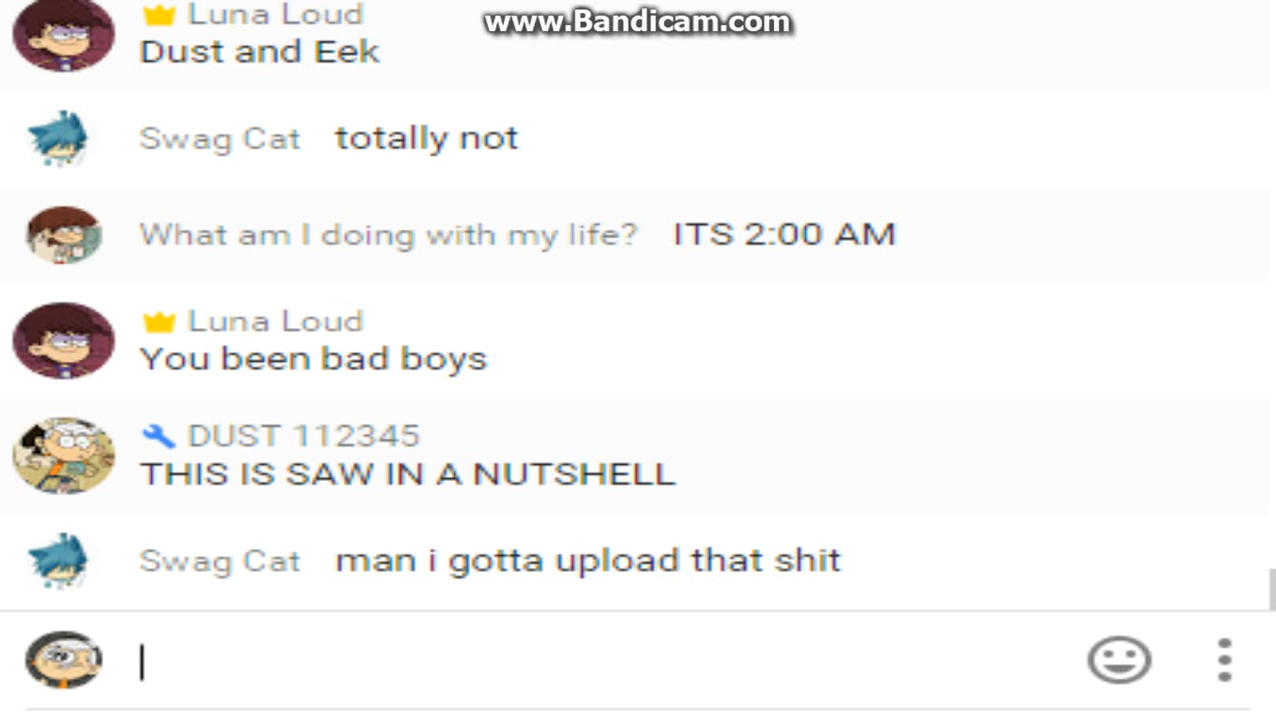 www.Bandicam.com
Luna Loud
Dust and Eek
Swag Cat totally not
What am I doing with my life? ITS 2:00 AM
Luna Loud
You been bad boys
DUST 112345
THIS IS SAW IN A NUTSHELL
Swag Cat man i gotta upload that shit